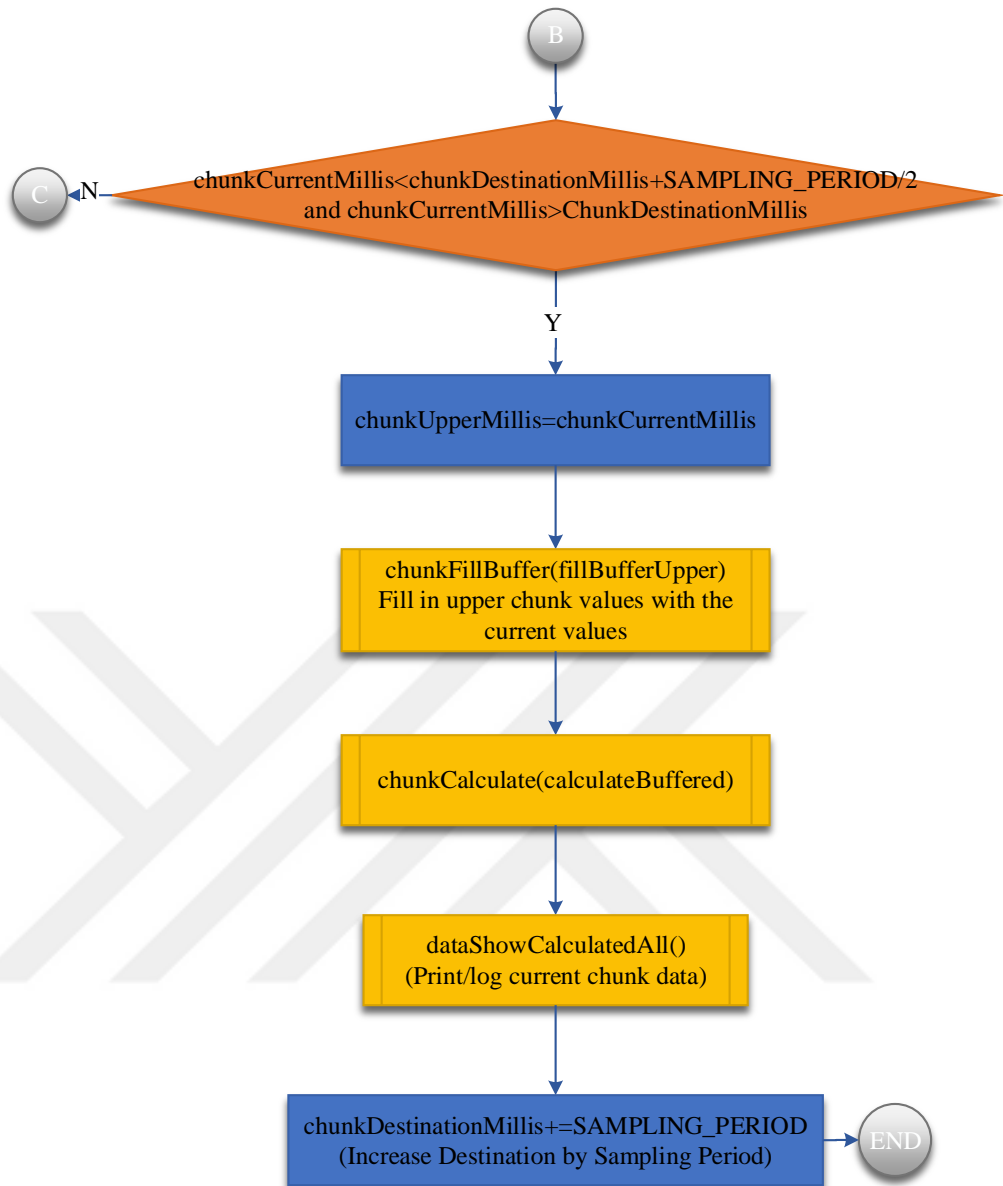 B
chunkCurrentMillis<chunkDestinationMillis+SAMPLING_PERIOD/2
and chunkCurrentMillis>ChunkDestinationMillis
C
N
Y
chunkUpperMillis=chunkCurrentMillis
chunkFillBuffer(fillBufferUpper)
Fill in upper chunk values with the
current values
chunkCalculate(calculateBuffered)
dataShowCalculatedAll()
(Print/log current chunk data)
chunkDestinationMillis+=SAMPLING_PERIOD
(Increase Destination by Sampling Period)
END